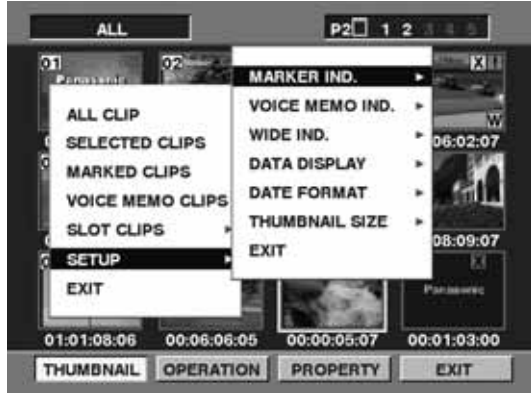 ALL
P2 1 2 3 4 5
01
02
Panasonic
X !
W
06:02:07
08:09:07
MARKER IND.
VOICE MEMO IND.
WIDE IND.
DATA DISPLAY
DATE FORMAT
THUMBNAIL SIZE
EXIT
ALL CLIP
SELECTED CLIPS
MARKED CLIPS
VOICE MEMO CLIPS
SLOT CLIPS
SETUP
EXIT
X
Panasonic
01:01:08:06
00:06:06:05
00:00:05:07
00:01:03:00
THUMBNAIL
OPERATION
PROPERTY
EXIT